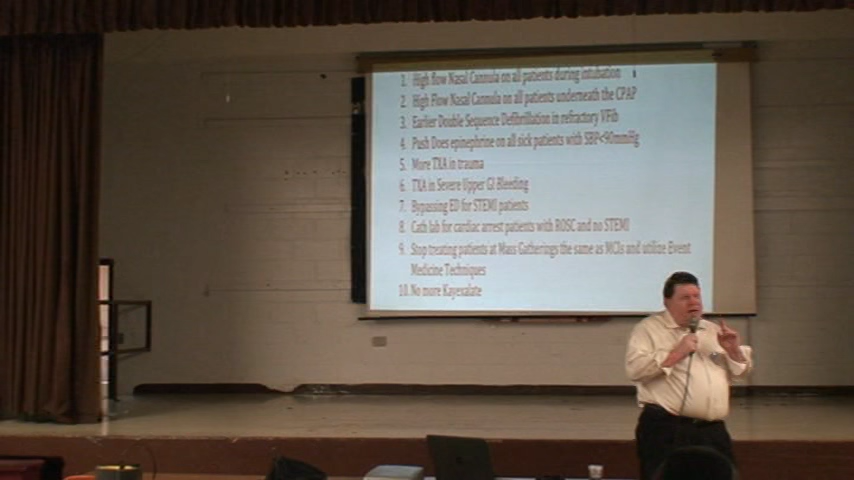 1. High flow Nasal Cannula on all patients during intubation
2. High Flow Nasal Cannula on all patients underneath the CPAP
3. Earlier Double Sequence Defibrillation in refractory VFib
4. Push Does epinephrine on all sick patients with SBP<90mmHg
5. More TXA in trauma
6. TXA in Severe Upper GI Bleeding
7. Bypassing ED for STEMI patients
8. Cath lab for cardiac arrest patients with ROSC and no STEMI
9. Stop treating patients at Mass Gatherings the same as MCIs and utilize Event
Medicine Techniques
10. No more Kayexalate